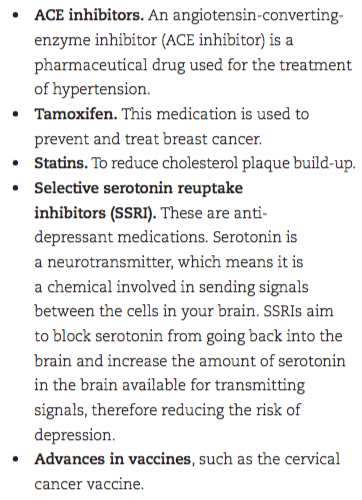 • ACE inhibitors. An angiotensin-converting-
enzyme inhibitor (ACE inhibitor) is a
pharmaceutical drug used for the treatment
of hypertension.
• Tamoxifen. This medication is used to
prevent and treat breast cancer.
• Statins. To reduce cholesterol plaque build-up.
• Selective serotonin reuptake
inhibitors (SSRI). These are anti-
depressant medications. Serotonin is
a neurotransmitter, which means it is
a chemical involved in sending signals
between the cells in your brain. SSRIs aim
to block serotonin from going back into the
brain and increase the amount of serotonin
in the brain available for transmitting
signals, therefore reducing the risk of
depression.
• Advances in vaccines, such as the cervical
cancer vaccine.